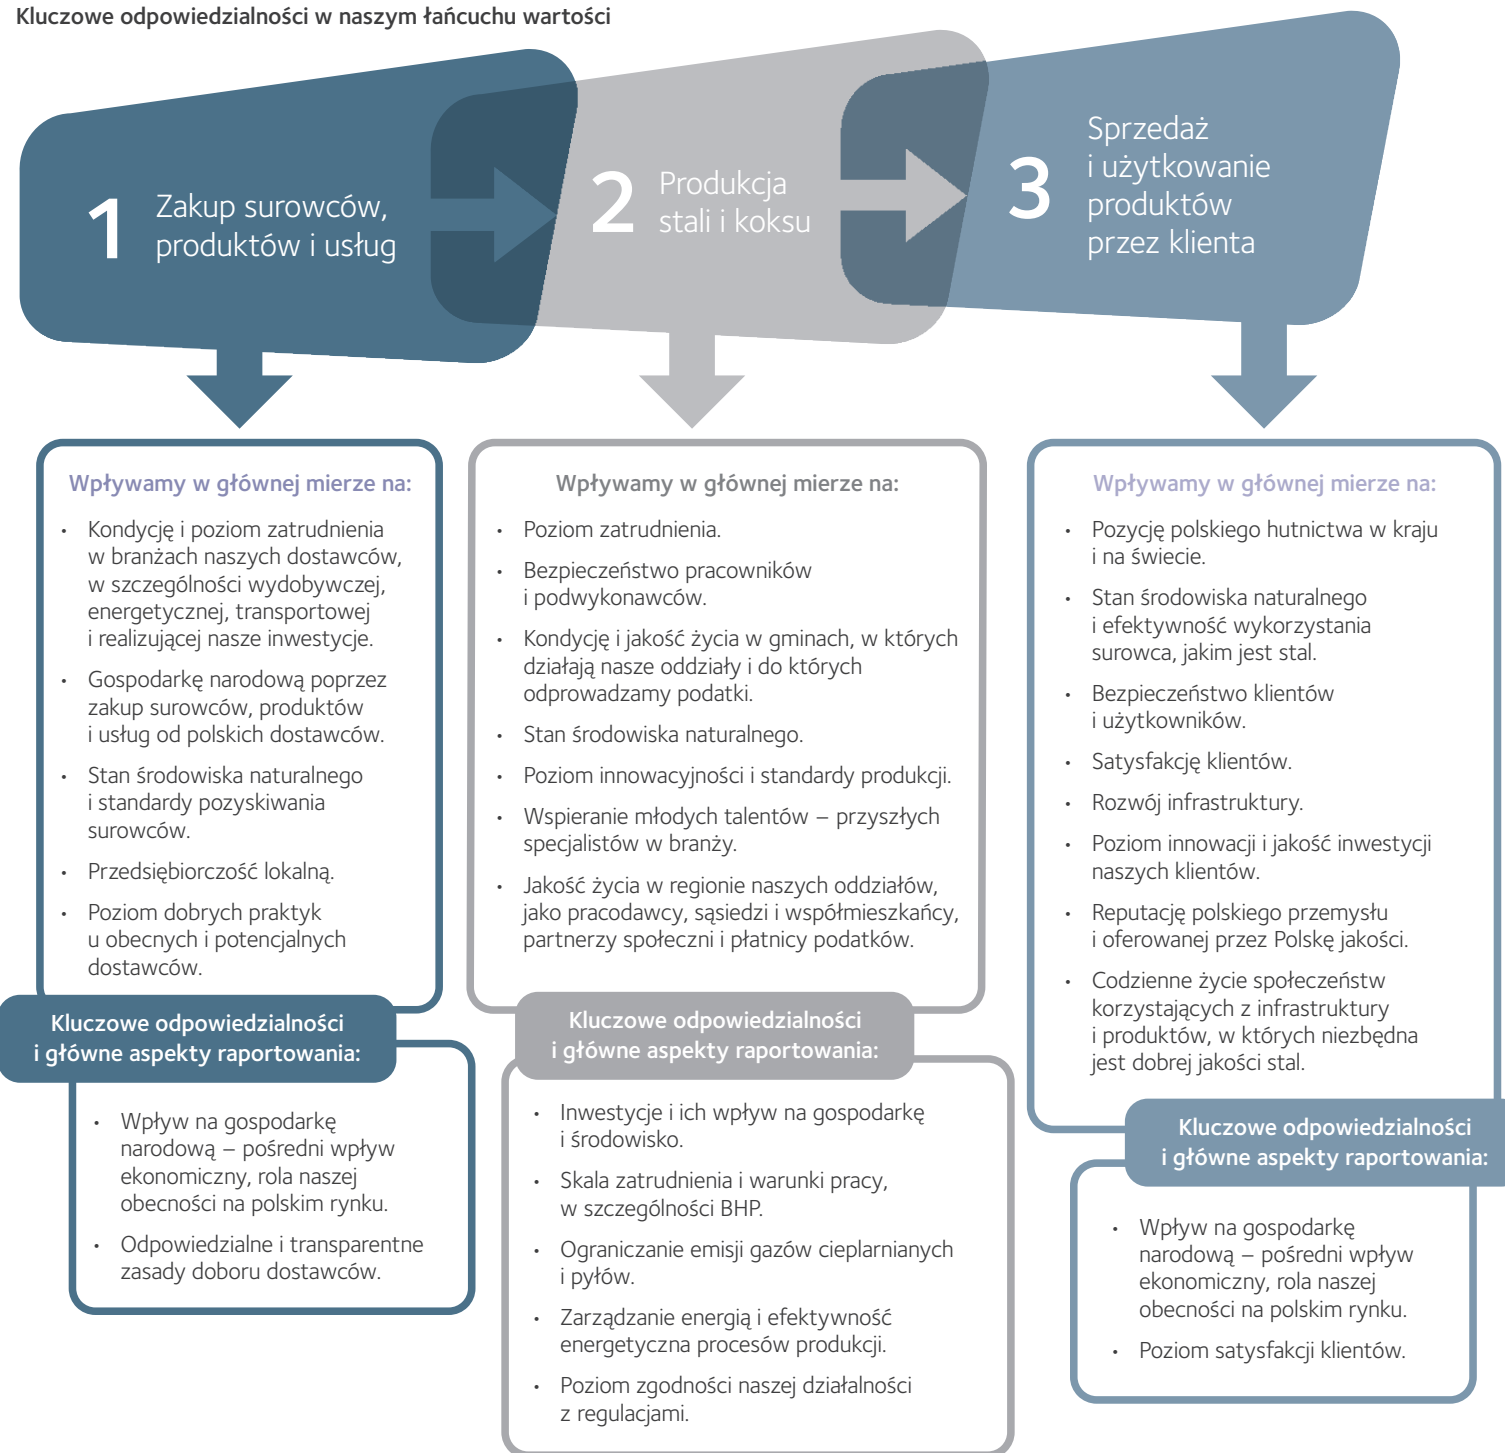 Kluczowe odpowiedzialności w naszym łańcuchu wartości
1
Zakup surowców,
produktów i usług
2
Produkcja
stali i koksu
3
Sprzedaż
i użytkowanie
produktów
przez klienta
Wpływamy w głównej mierze na:
• Kondycję i poziom zatrudnienia
w branżach naszych dostawców,
w szczególności wydobywczej,
energetycznej, transportowej
i realizującej nasze inwestycje.
• Gospodarkę narodową poprzez
zakup surowców, produktów
i usług od polskich dostawców.
• Stan środowiska naturalnego
i standardy pozyskiwania
surowców.
• Przedsiębiorczość lokalną.
• Poziom dobrych praktyk
u obecnych i potencjalnych
dostawców.
Kluczowe odpowiedzialności
i główne aspekty raportowania:
• Wpływ na gospodarkę
narodową – pośredni wpływ
ekonomiczny, rola naszej
obecności na polskim rynku.
• Odpowiedzialne i transparentne
zasady doboru dostawców.
Wpływamy w głównej mierze na:
• Poziom zatrudnienia.
• Bezpieczeństwo pracowników
i podwykonawców.
• Kondycję i jakość życia w gminach, w których
działają nasze oddziały i do których
odprowadzamy podatki.
• Stan środowiska naturalnego.
• Poziom innowacyjności i standardy produkcji.
• Wspieranie młodych talentów – przyszłych
specjalistów w branży.
• Jakość życia w regionie naszych oddziałów,
jako pracodawcy, sąsiedzi i współmieszkańcy,
partnerzy społeczni i płatnicy podatków.
Kluczowe odpowiedzialności
i główne aspekty raportowania:
• Inwestycje i ich wpływ na gospodarkę
i środowisko.
• Skala zatrudnienia i warunki pracy,
w szczególności BHP.
• Ograniczanie emisji gazów cieplarnianych
i pyłów.
• Zarządzanie energią i efektywność
energetyczna procesów produkcji.
• Poziom zgodności naszej działalności
z regulacjami.
Wpływamy w głównej mierze na:
• Pozycję polskiego hutnictwa w kraju
i na świecie.
• Stan środowiska naturalnego
i efektywność wykorzystania
surowca, jakim jest stal.
• Bezpieczeństwo klientów
i użytkowników.
• Satysfakcję klientów.
• Rozwój infrastruktury.
• Poziom innowacji i jakość inwestycji
naszych klientów.
• Reputację polskiego przemysłu
i oferowanej przez Polskę jakości.
• Codzienne życie społeczeństw
korzystających z infrastruktury
i produktów, w których niezbędna
jest dobrej jakości stal.
Kluczowe odpowiedzialności
i główne aspekty raportowania:
• Wpływ na gospodarkę
narodową – pośredni wpływ
ekonomiczny, rola naszej
obecności na polskim rynku.
• Poziom satysfakcji klientów.